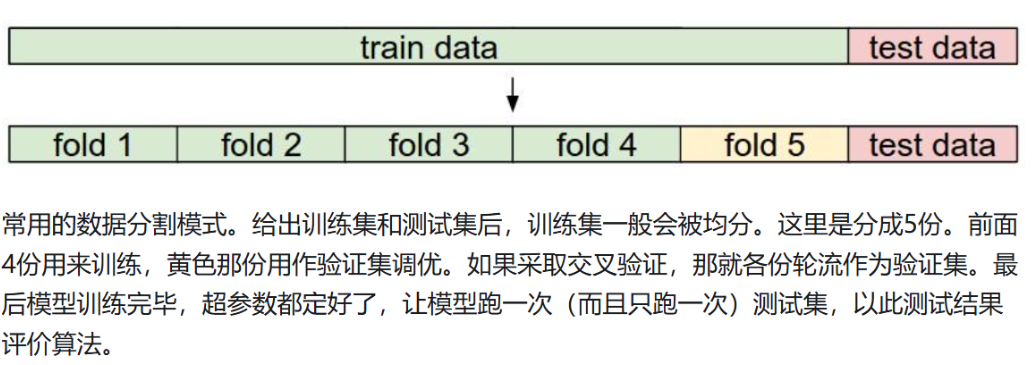 train data test data
fold 1 fold 2 fold 3 fold 4 fold 5 test data
常用的数据分割模式。给出训练集和测试集后，训练集一般会被均分。这里是分成5份。前面
4份用来训练，黄色那份用作验证集调优。如果采取交叉验证，那就各份轮流作为验证集。最
后模型训练完毕，超参数都定好了，让模型跑一次（而且只跑一次）测试集，以此测试结果
评价算法。